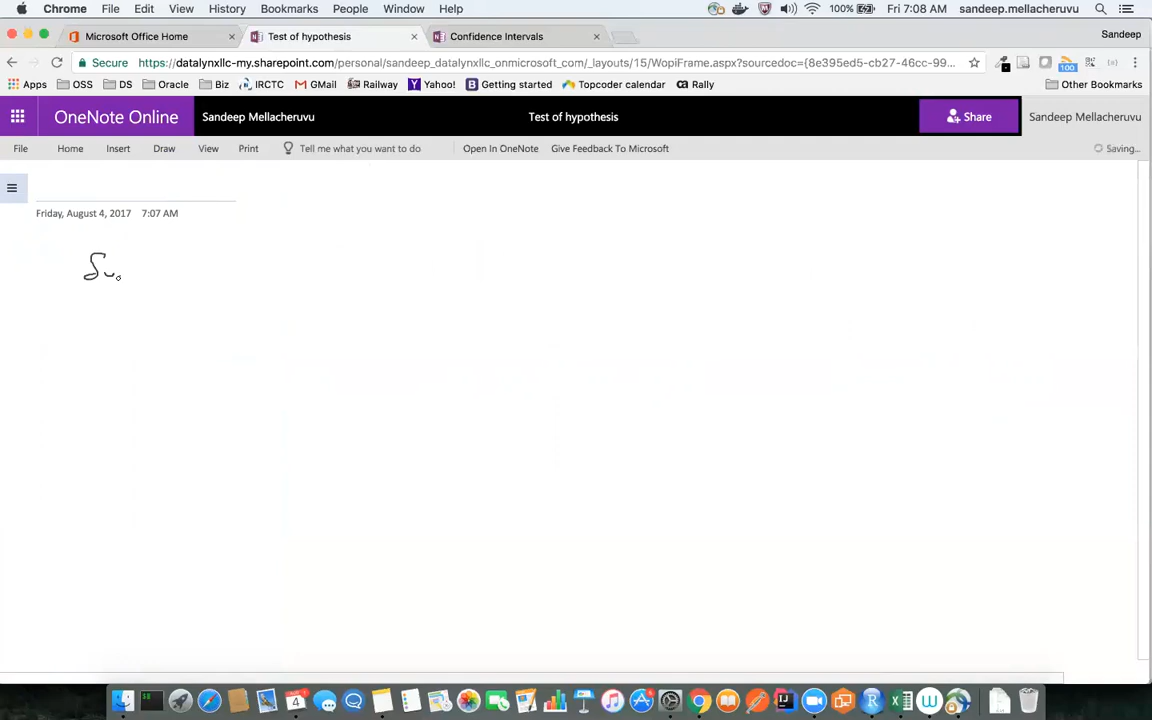 Chrome File Edit View History Bookmarks People Window Help 100% Fri 7:08 AM sandeep.mellacheruvu
Microsoft Office Home × Test of hypothesis × Confidence Intervals × Sandeep
Secure https://datalynxllc-my.sharepoint.com/personal/sandeep_datalynxllc_onmicrosoft_com/_layouts/15/WopiFrame.aspx?sourcedoc={8e395ed5-cb27-46cc-99... 100
Apps OSS DS Oracle Biz IRCTC GMail Railway Yahoo! Getting started Topcoder calendar Rally Other Bookmarks
OneNote Online Sandeep Mellacheruvu Test of hypothesis Share Sandeep Mellacheruvu
File Home Insert Draw View Print Tell me what you want to do Open In OneNote Give Feedback To Microsoft Saving...
Friday, August 4, 2017 7:07 AM
4